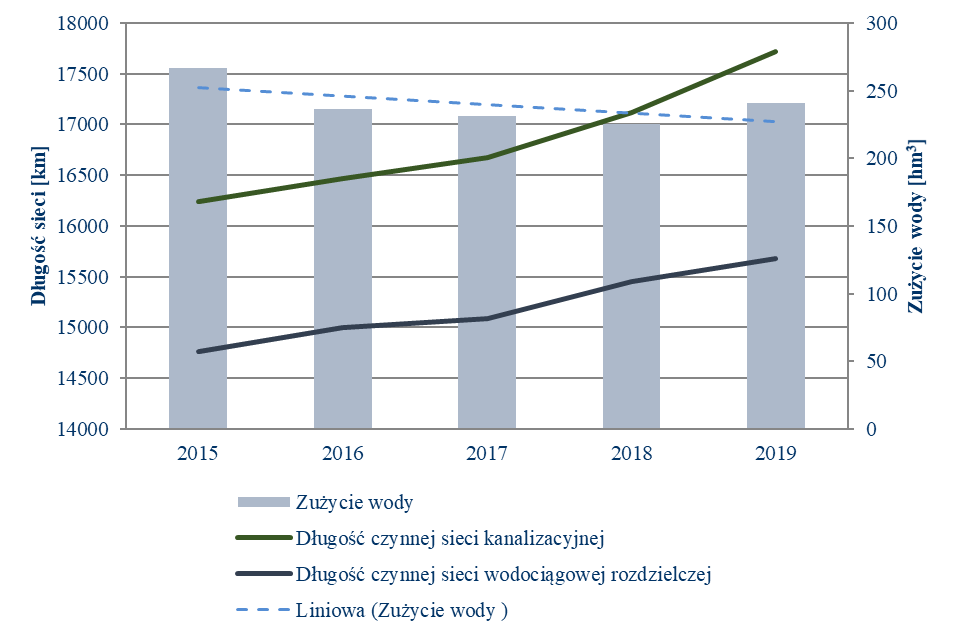 18000
17500
17000
16500
16000
15500
15000
14500
14000
Długość sieci [km]
300
250
200
150
100
50
0
Zużycie wody [hm³]
2015 2016 2017 2018 2019
Zużycie wody
Długość czynnej sieci kanalizacyjnej
Długość czynnej sieci wodociągowej rozdzielczej
Liniowa (Zużycie wody )